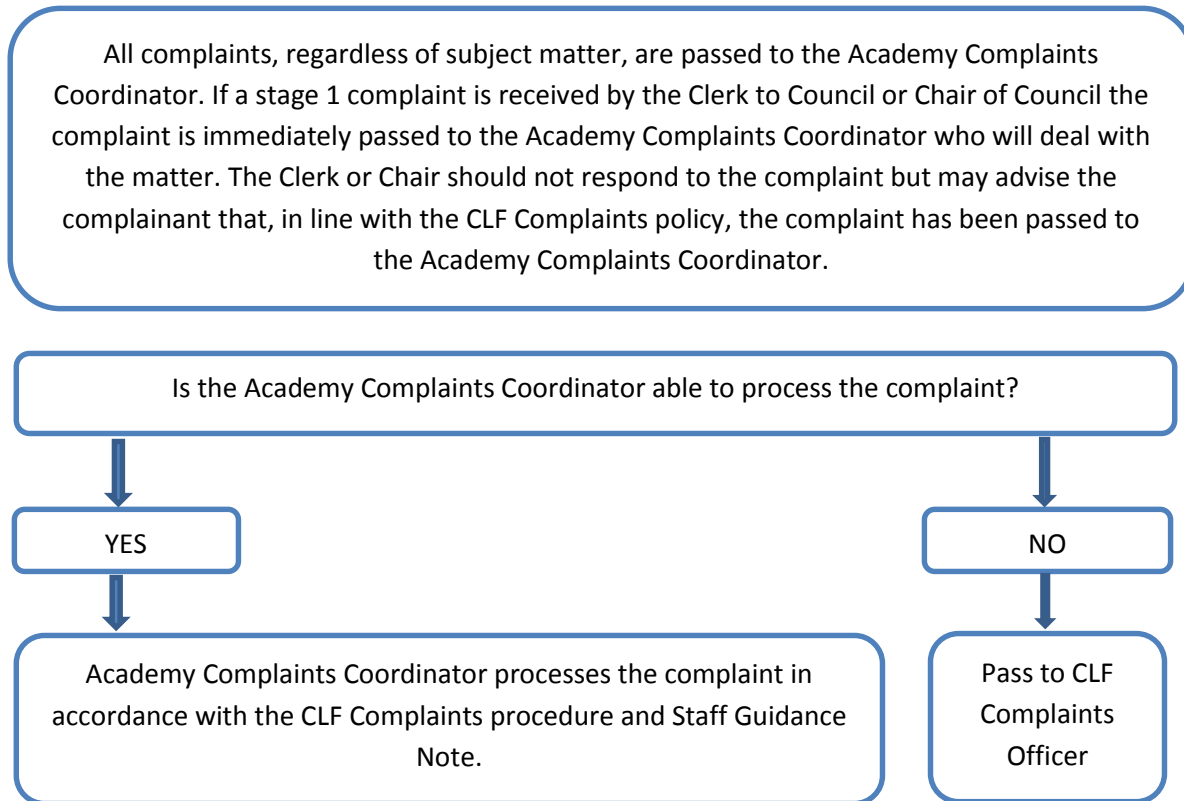 All complaints, regardless of subject matter, are passed to the Academy Complaints
Coordinator. If a stage 1 complaint is received by the Clerk to Council or Chair of Council the
complaint is immediately passed to the Academy Complaints Coordinator who will deal with
the matter. The Clerk or Chair should not respond to the complaint but may advise the
complainant that, in line with the CLF Complaints policy, the complaint has been passed to
the Academy Complaints Coordinator.
Is the Academy Complaints Coordinator able to process the complaint?
YES
NO
Academy Complaints Coordinator processes the complaint in
accordance with the CLF Complaints procedure and Staff Guidance
Note.
Pass to CLF
Complaints
Officer